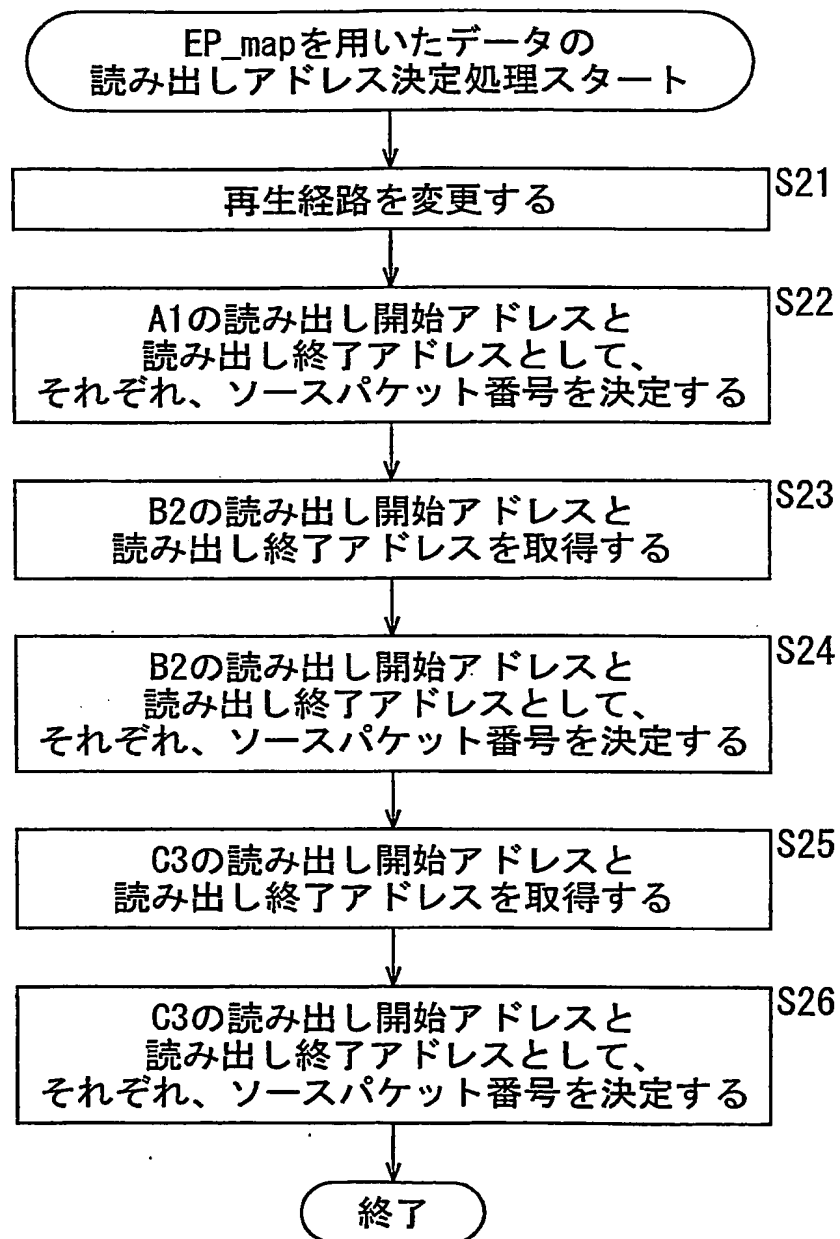 EP_mapを用いたデータの
読み出しアドレス決定処理スタート
再生経路を変更する
S21
A1の読み出し開始アドレスと
読み出し終了アドレスとして、
それぞれ、ソースパケット番号を決定する
S22
B2の読み出し開始アドレスと
読み出し終了アドレスを取得する
S23
B2の読み出し開始アドレスと
読み出し終了アドレスとして、
それぞれ、ソースパケット番号を決定する
S24
C3の読み出し開始アドレスと
読み出し終了アドレスを取得する
S25
C3の読み出し開始アドレスと
読み出し終了アドレスとして、
それぞれ、ソースパケット番号を決定する
S26
終了